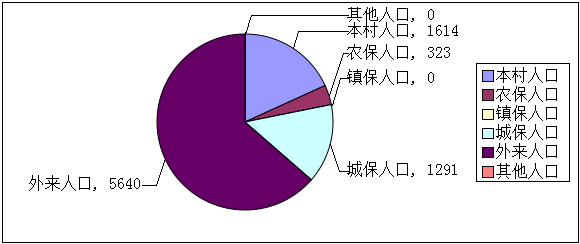 其他人口, 0
本村人口, 1614
农保人口, 323
镇保人口, 0
城保人口, 1291
外来人口, 5640
本村人口
农保人口
镇保人口
城保人口
外来人口
其他人口